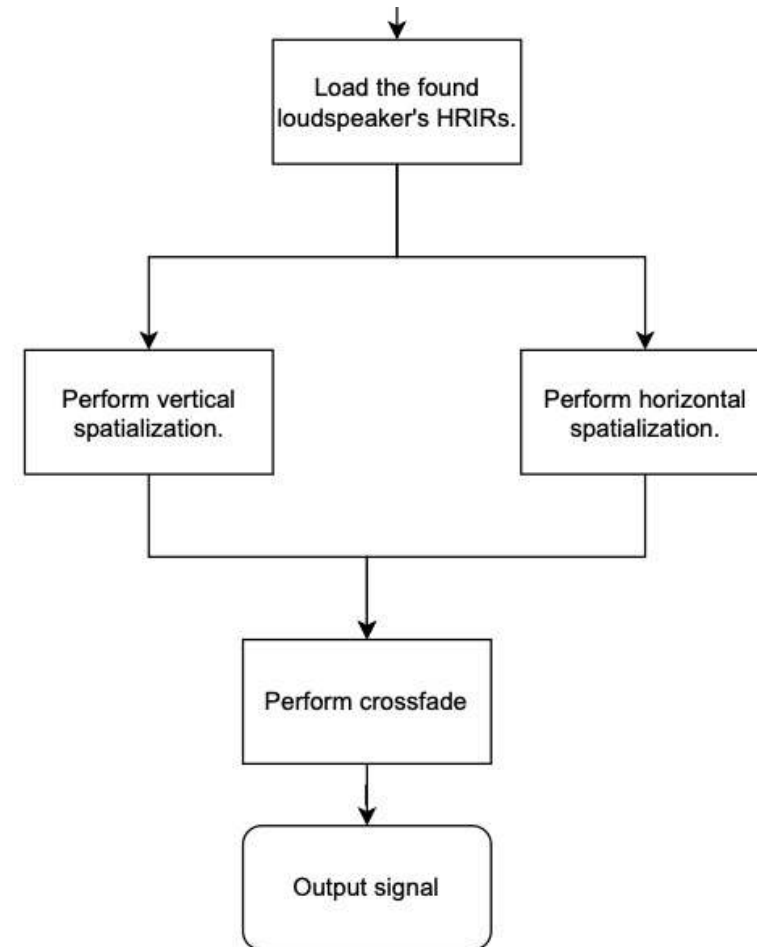 Load the found
loudspeaker's HRIRs.
Perform vertical
spatialization.
Perform horizontal
spatialization.
Perform crossfade
Output signal